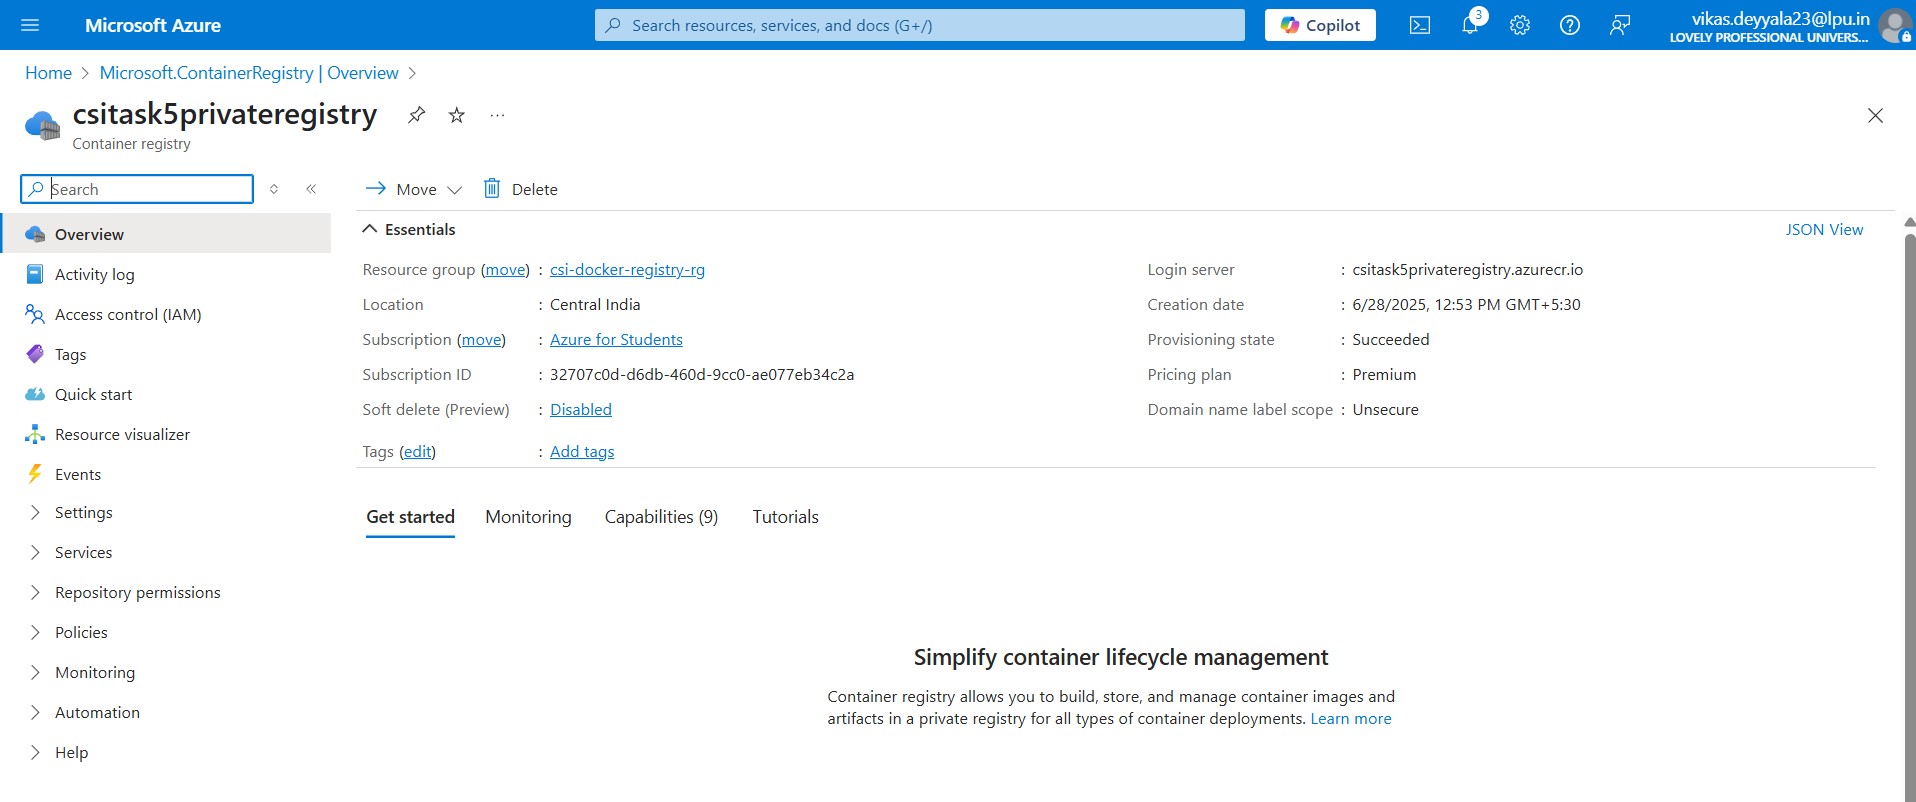 Microsoft Azure
Search resources, services, and docs (G+/)
Copilot
3
vikas.deyyala23@lpu.in
LOVELY PROFESSIONAL UNIVERS...
Home > Microsoft.ContainerRegistry | Overview >
csitask5privateregistry
Container registry
Search
Move
Delete
Overview
Activity log
Access control (IAM)
Tags
Quick start
Resource visualizer
Events
Settings
Services
Repository permissions
Policies
Monitoring
Automation
Help
Essentials
JSON View
Resource group (move) : csi-docker-registry-rg
Location : Central India
Subscription (move) : Azure for Students
Subscription ID : 32707c0d-d6db-460d-9cc0-ae077eb34c2a
Soft delete (Preview) : Disabled
Tags (edit) : Add tags
Login server : csitask5privateregistry.azurecr.io
Creation date : 6/28/2025, 12:53 PM GMT+5:30
Provisioning state : Succeeded
Pricing plan : Premium
Domain name label scope : Unsecure
Get started
Monitoring
Capabilities (9)
Tutorials
Simplify container lifecycle management
Container registry allows you to build, store, and manage container images and
artifacts in a private registry for all types of container deployments. Learn more